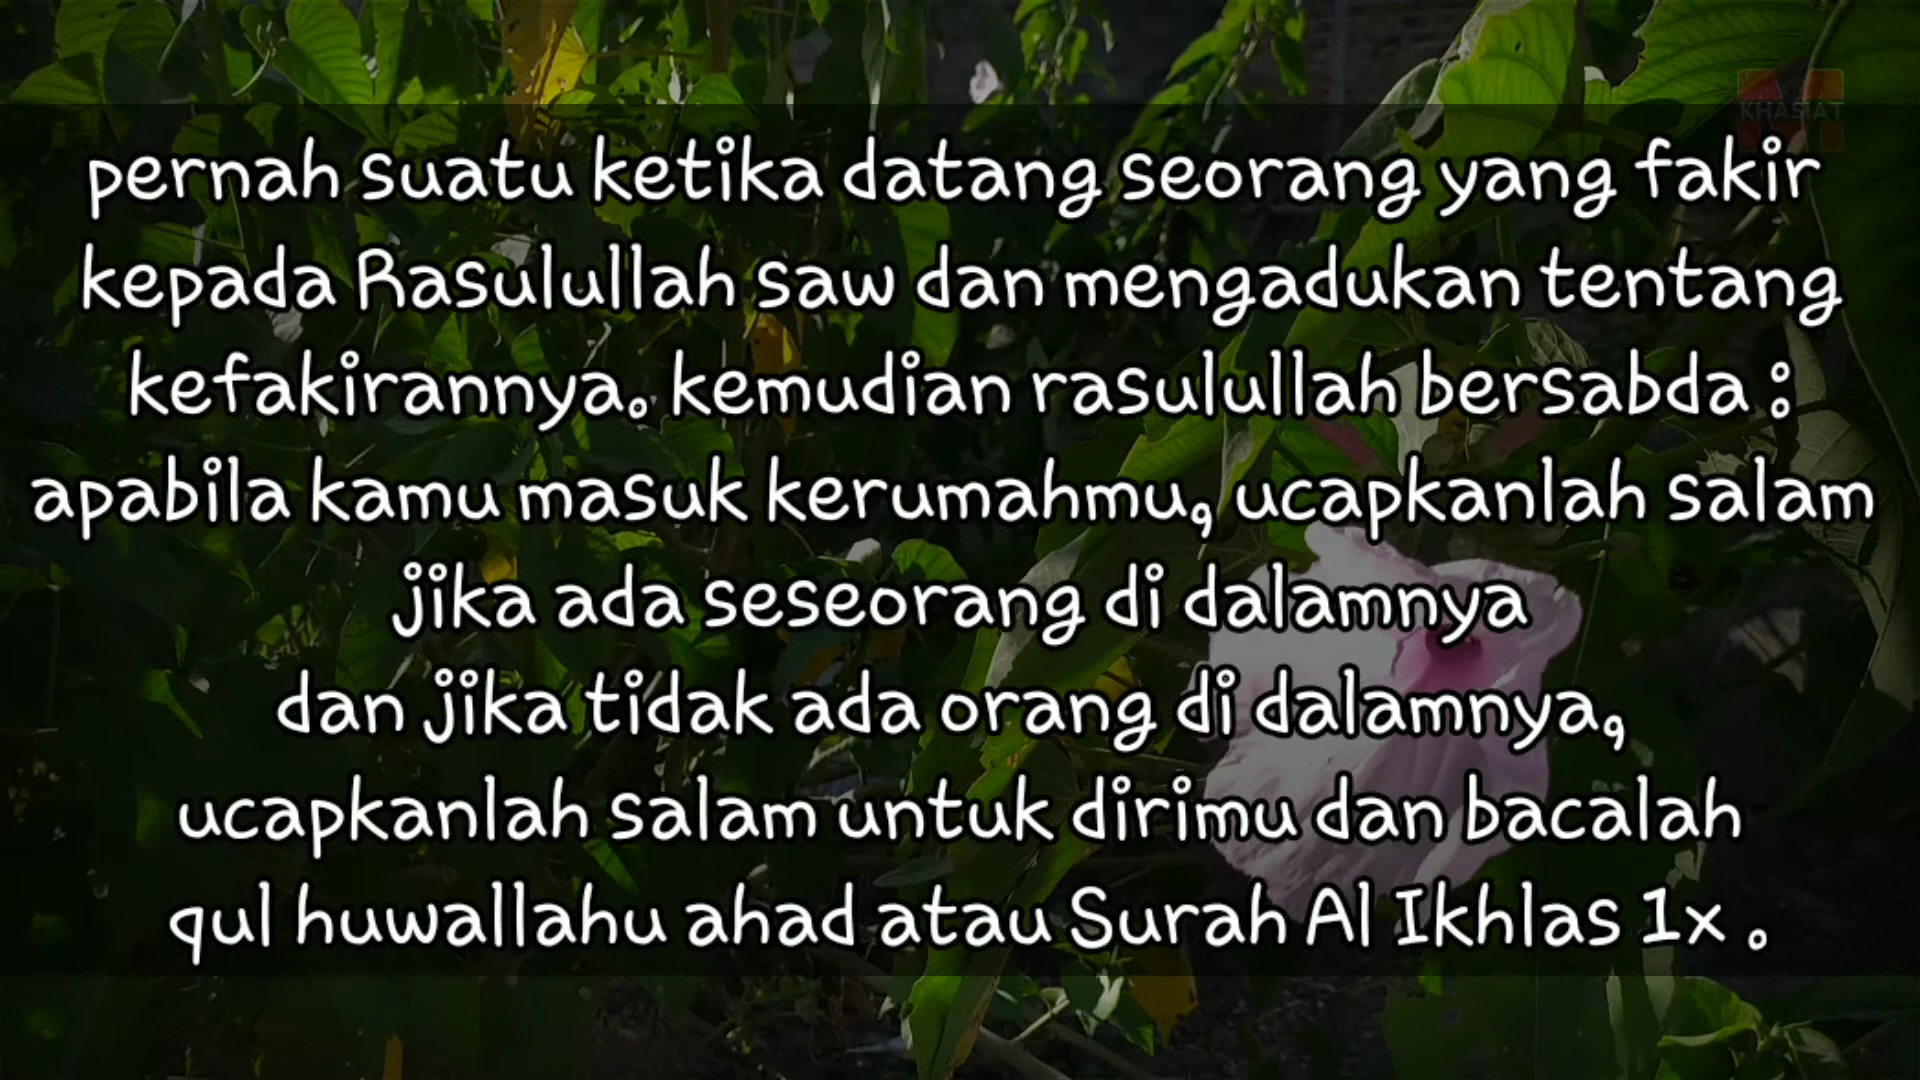 KHASIAT
pernah suatu ketika datang seorang yang fakir
kepada Rasulullah saw dan mengadukan tentang
kefakirannya. kemudian rasulullah bersabda :
apabila kamu masuk kerumahmu, ucapkanlah salam
jika ada seseorang di dalamnya
dan jika tidak ada orang di dalamnya,
ucapkanlah salam untuk dirimu dan bacalah
qul huwallahu ahad atau Surah Al Ikhlas 1x .